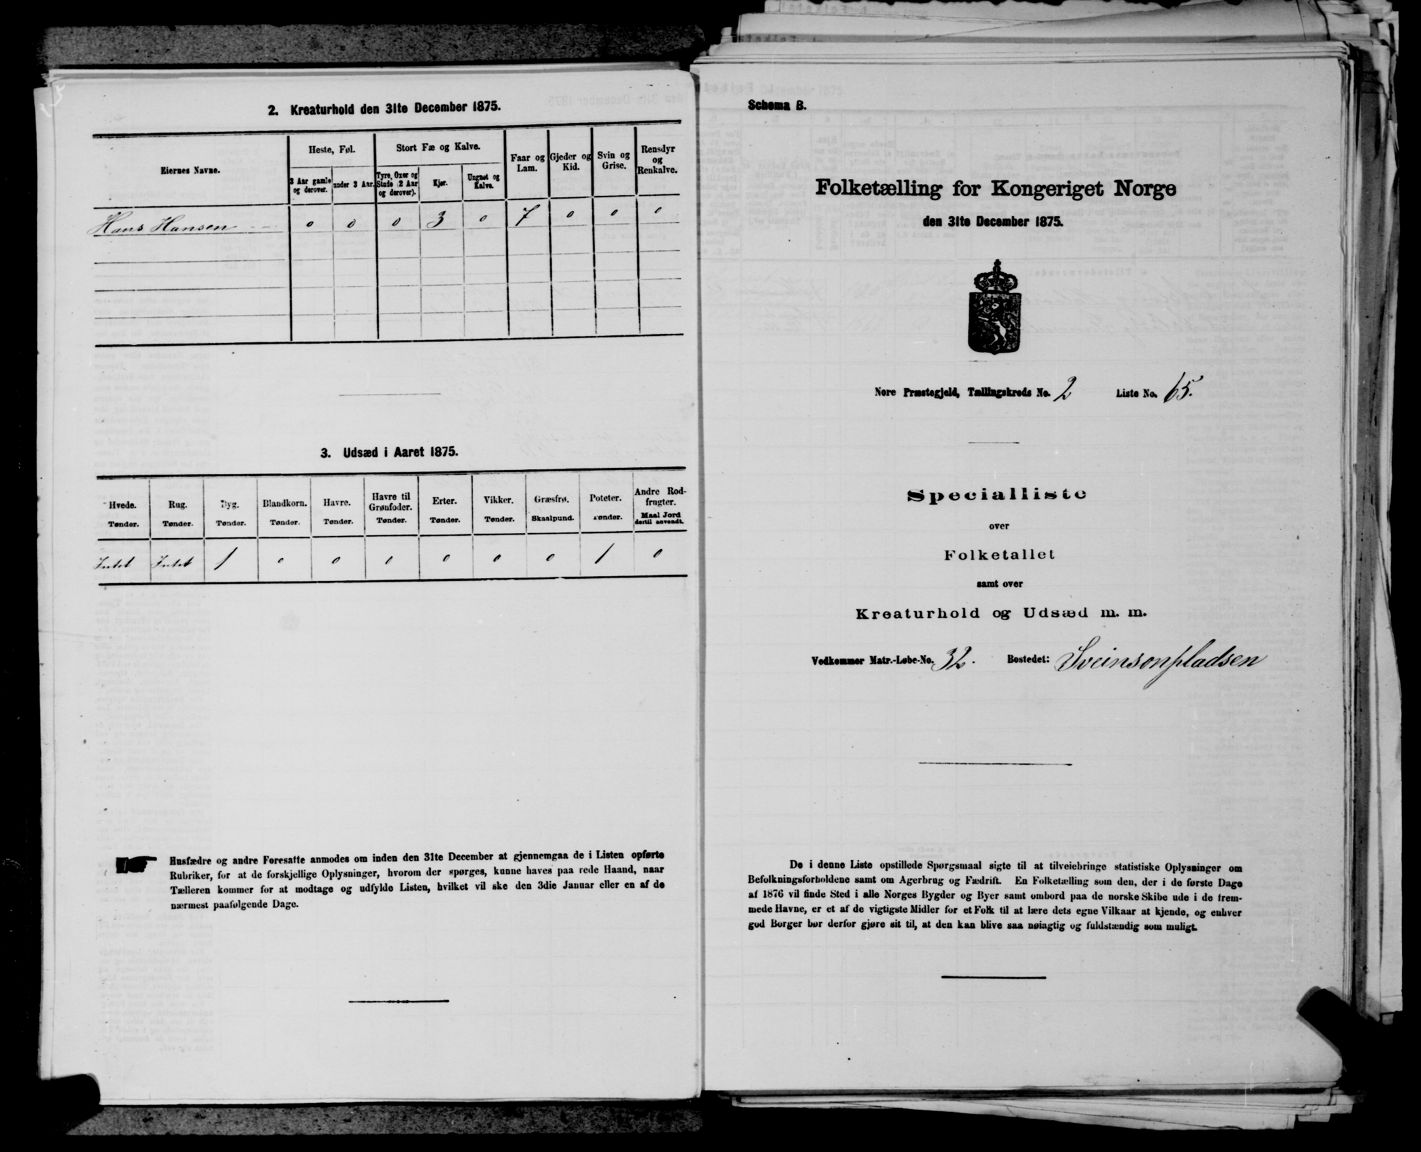 2. Kreaturhold den 31te December 1875.
Eiernes Navne.
Heste, Føl.
Stort Fæ og Kalve.
Faar og Lam.
Gjeder og Kid.
Svin og Grise.
Rensdyr og Renkalve.
3 Aar gamle og derover.
under 3 Aar.
Tyre, Oxer og Stude (2 Aar og derover).
Kjør.
Ungnet og Kalve.
Hans Hansen 0 0 0 3 0 7 0 0 0
3. Udsæd i Aaret 1875.
Hvede. Rug. Byg. Blandkorn. Havre. Havre til Grønfoder. Erter. Vikker. Græsfrø. Poteter. Andre Rodfrugter.
Tønder. Tønder. Tønder. Tønder. Tønder. Tønder. Tønder. Tønder. Skaalpund. Tønder. Maal Jord dertil anvendt.
Intet Intet 1 0 0 0 0 0 0 1 0
Husfædre og andre Foresatte anmodes om inden den 31te December at gjennemgaa de i Listen opførte
Rubriker, for at de forskjellige Oplysninger, hvorom der spørges, kunne haves paa rede Haand, naar
Tælleren kommer for at modtage og udfylde Listen, hvilket vil ske den 3die Januar eller en af de
nærmest paafølgende Dage.
Schema B.
Folketælling for Kongeriget Norge
den 31te December 1875.
Nore Præstegjeld, Tællingskreds No. 2 Liste No. 65.
Specialliste
over
Folketallet
samt over
Kreaturhold og Udsæd m. m.
Vedkommer Matr.-Løbe-No. 32. Bostedet: Sveinsonpladsen
De i denne Liste opstillede Spørgsmaal sigte til at tilveiebringe statistiske Oplysninger om
Befolkningsforholdene samt om Agerbrug og Fædrift. En Folketælling som den, der i de første Dage
af 1876 vil finde Sted i alle Norges Bygder og Byer samt ombord paa de norske Skibe ude i de frem-
mede Havne, er et af de vigtigste Midler for et Folk til at lære dets egne Vilkaar at kjende, og enhver
god Borger bør derfor gjøre sit til, at den kan blive saa nøiagtig og fuldstændig som muligt.